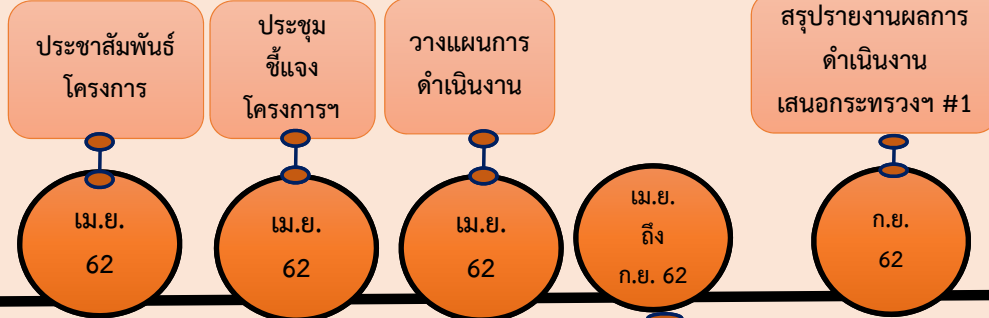 ประชาสัมพันธ์
โครงการ
ประชุม
ชี้แจง
โครงการฯ
วางแผนการ
ดำเนินงาน
สรุปรายงานผลการ
ดำเนินงาน
เสนอกระทรวงฯ #1
เม.ย.
62
เม.ย.
62
เม.ย.
62
เม.ย.
ถึง
ก.ย. 62
ก.ย.
62